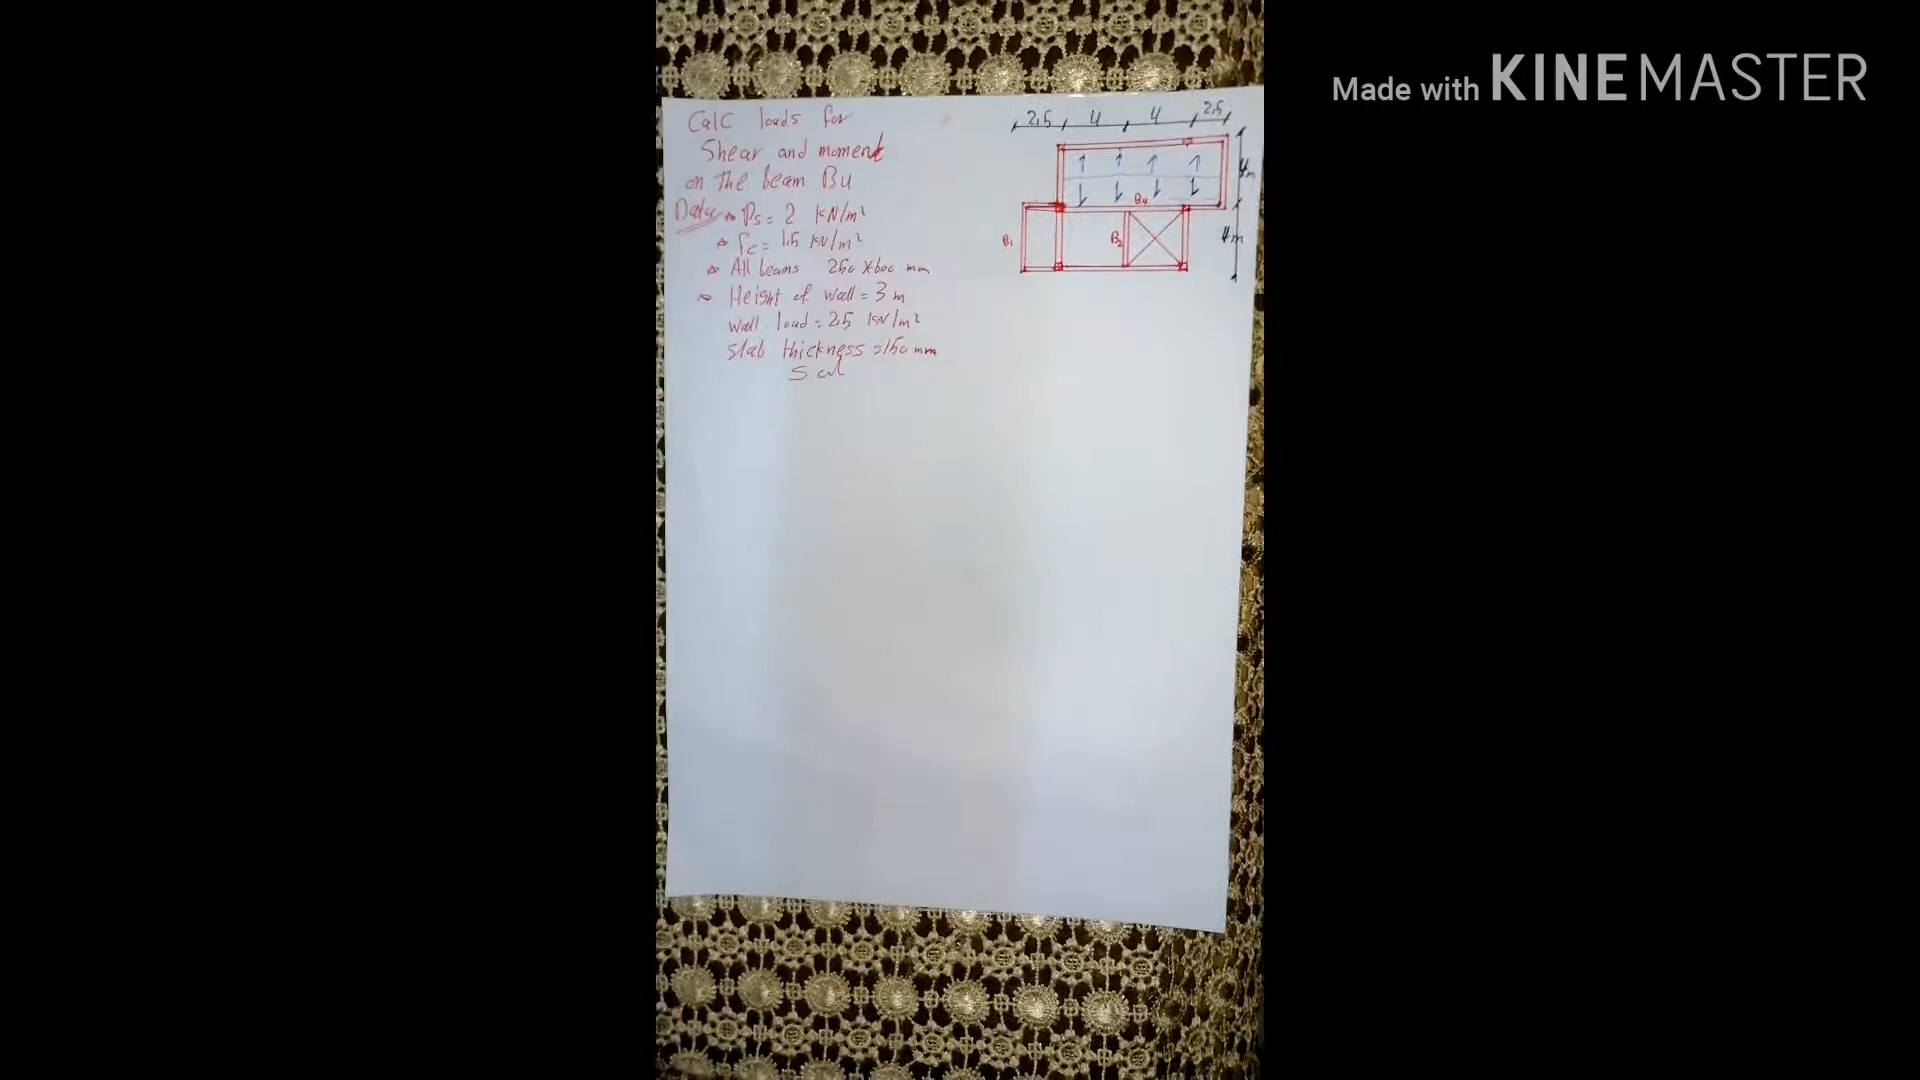 Made with KINEMASTER
Calc loads for
Shear and moment
on the beam B4
Data Ps = 2 KN/m²
Fc = 1.5 KN/m²
All beams 250 X 600 mm
Height of wall = 3 m
wall load = 2.5 KN/m²
slab thickness = 150 mm
2.5 4 4 2.5
4m
B4
B1 B2 4m